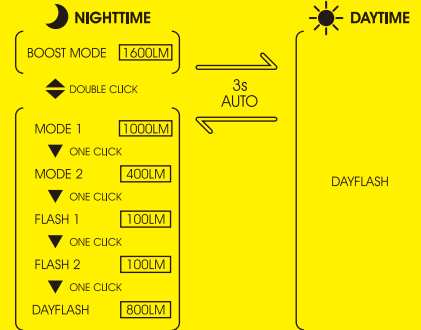 NIGHTTIME
BOOST MODE 1600LM
DOUBLE CLICK
MODE 1 1000LM
ONE CLICK
MODE 2 400LM
ONE CLICK
FLASH 1 100LM
ONE CLICK
FLASH 2 100LM
ONE CLICK
DAYFLASH 800LM
3s
AUTO
DAYTIME
DAYFLASH